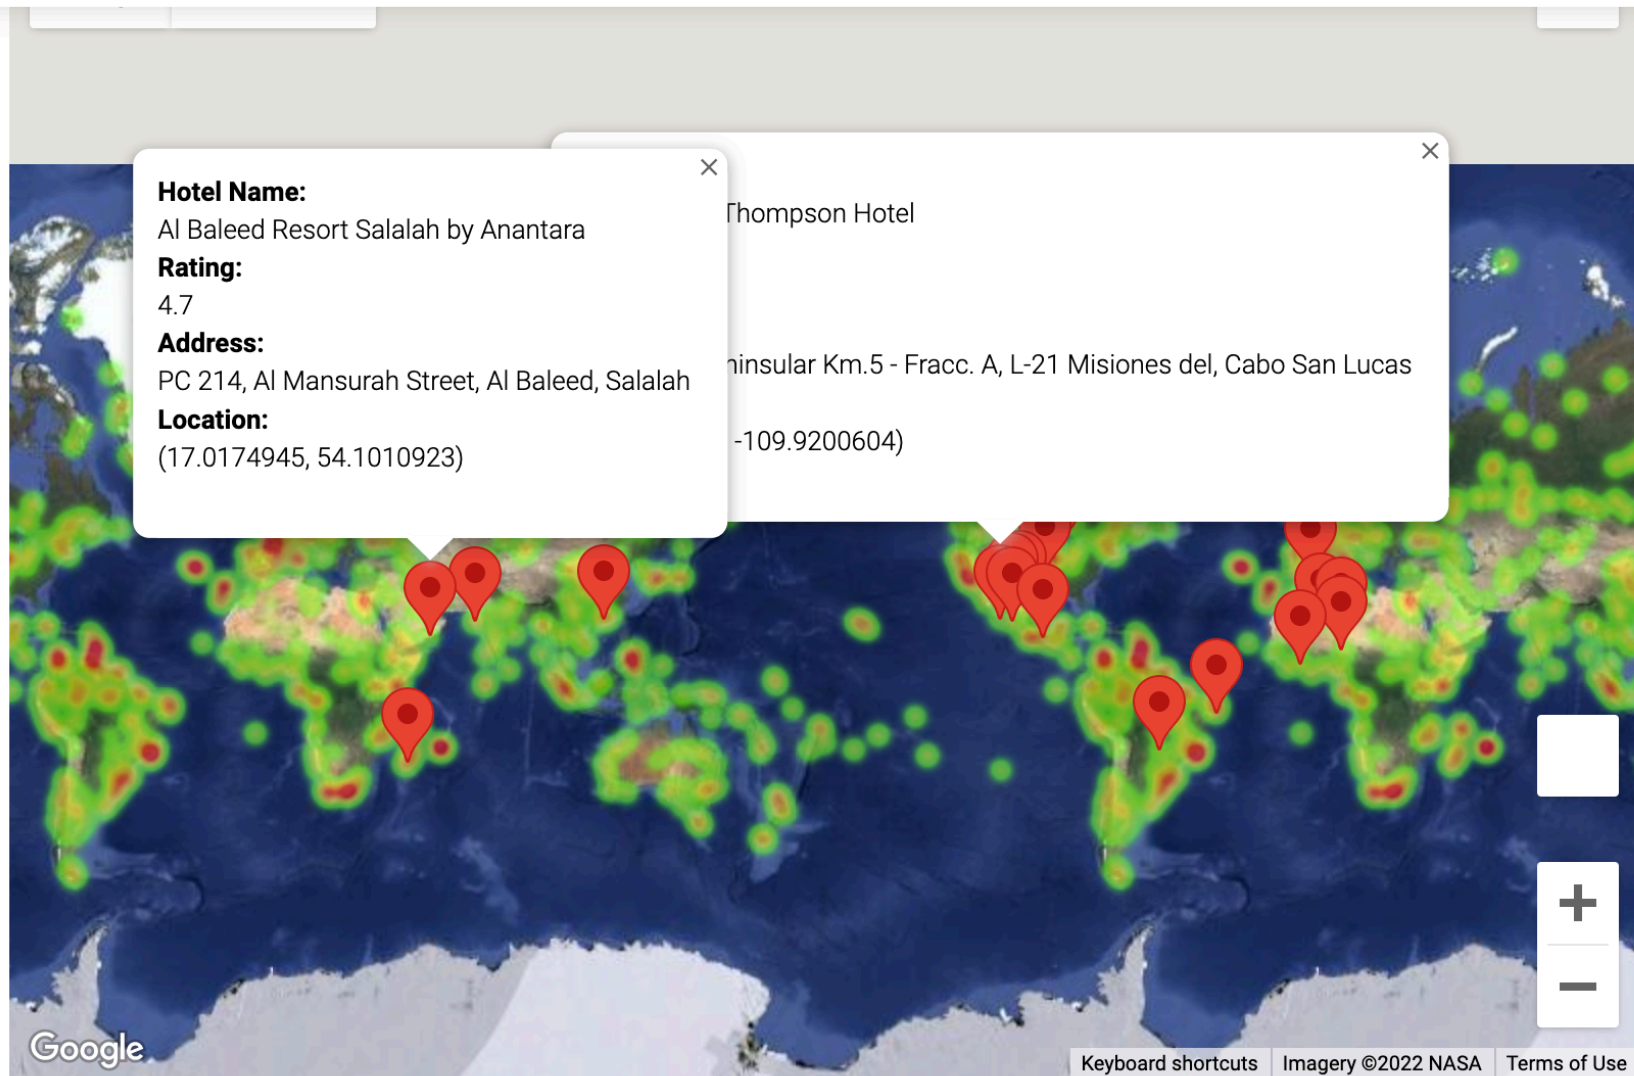 Hotel Name:
Al Baleed Resort Salalah by Anantara
Rating:
4.7
Address:
PC 214, Al Mansurah Street, Al Baleed, Salalah
Location:
(17.0174945, 54.1010923)
Thompson Hotel
Km.5 - Fracc. A, L-21 Misiones del, Cabo San Lucas
-109.9200604)
Google
Keyboard shortcuts
Imagery ©2022 NASA
Terms of Use